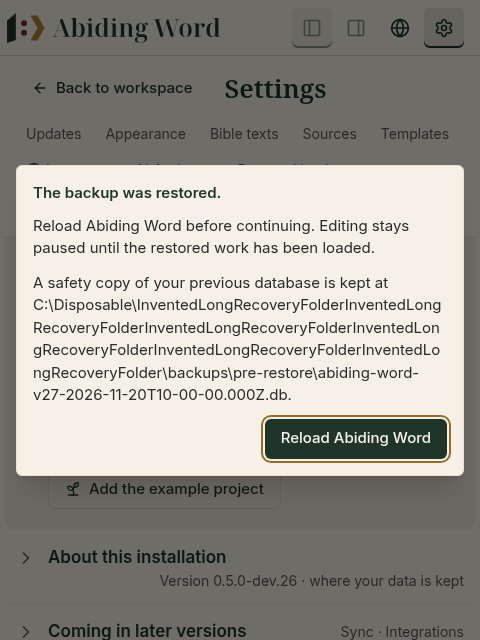 Abiding Word
Back to workspace
Settings
Updates Appearance Bible texts Sources Templates
The backup was restored.
Reload Abiding Word before continuing. Editing stays
paused until the restored work has been loaded.
A safety copy of your previous database is kept at
C:\Disposable\InventedLongRecoveryFolderInventedLong
RecoveryFolderInventedLongRecoveryFolderInventedLon
gRecoveryFolderInventedLongRecoveryFolderInventedLo
ngRecoveryFolder\backups\pre-restore\abiding-word-
v27-2026-11-20T10-00-00.000Z.db.
Reload Abiding Word
Add the example project
About this installation
Version 0.5.0-dev.26 · where your data is kept
Coming in later versions
Sync · Integrations